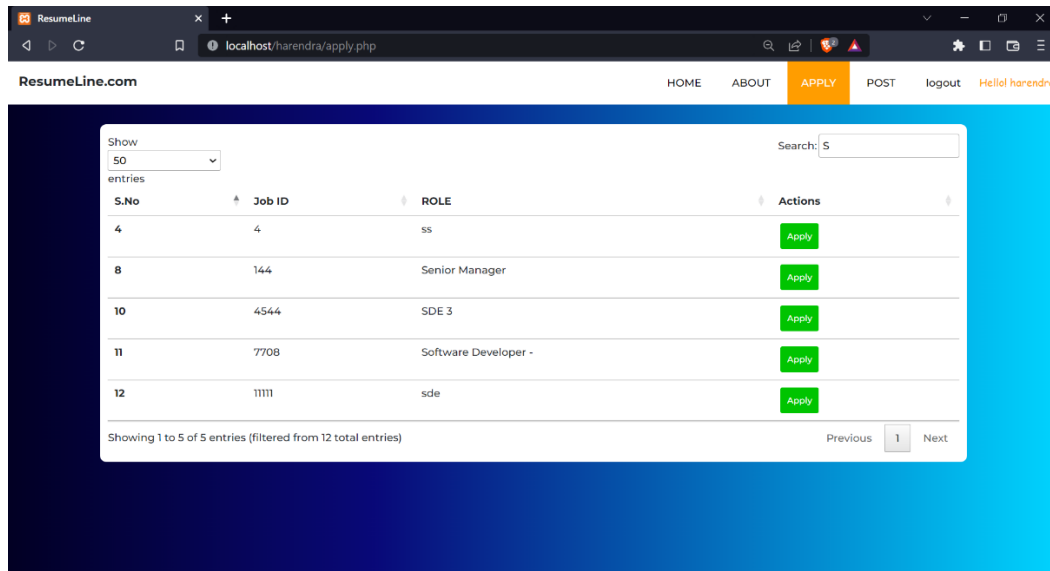 ResumeLine
localhost/harendra/apply.php
2
ResumeLine.com HOME ABOUT APPLY POST logout Hello! harendra
Show
50
entries
Search: S
S.No Job ID ROLE Actions
4 4 ss Apply
8 144 Senior Manager Apply
10 4544 SDE 3 Apply
11 7708 Software Developer - Apply
12 11111 sde Apply
Showing 1 to 5 of 5 entries (filtered from 12 total entries) Previous 1 Next